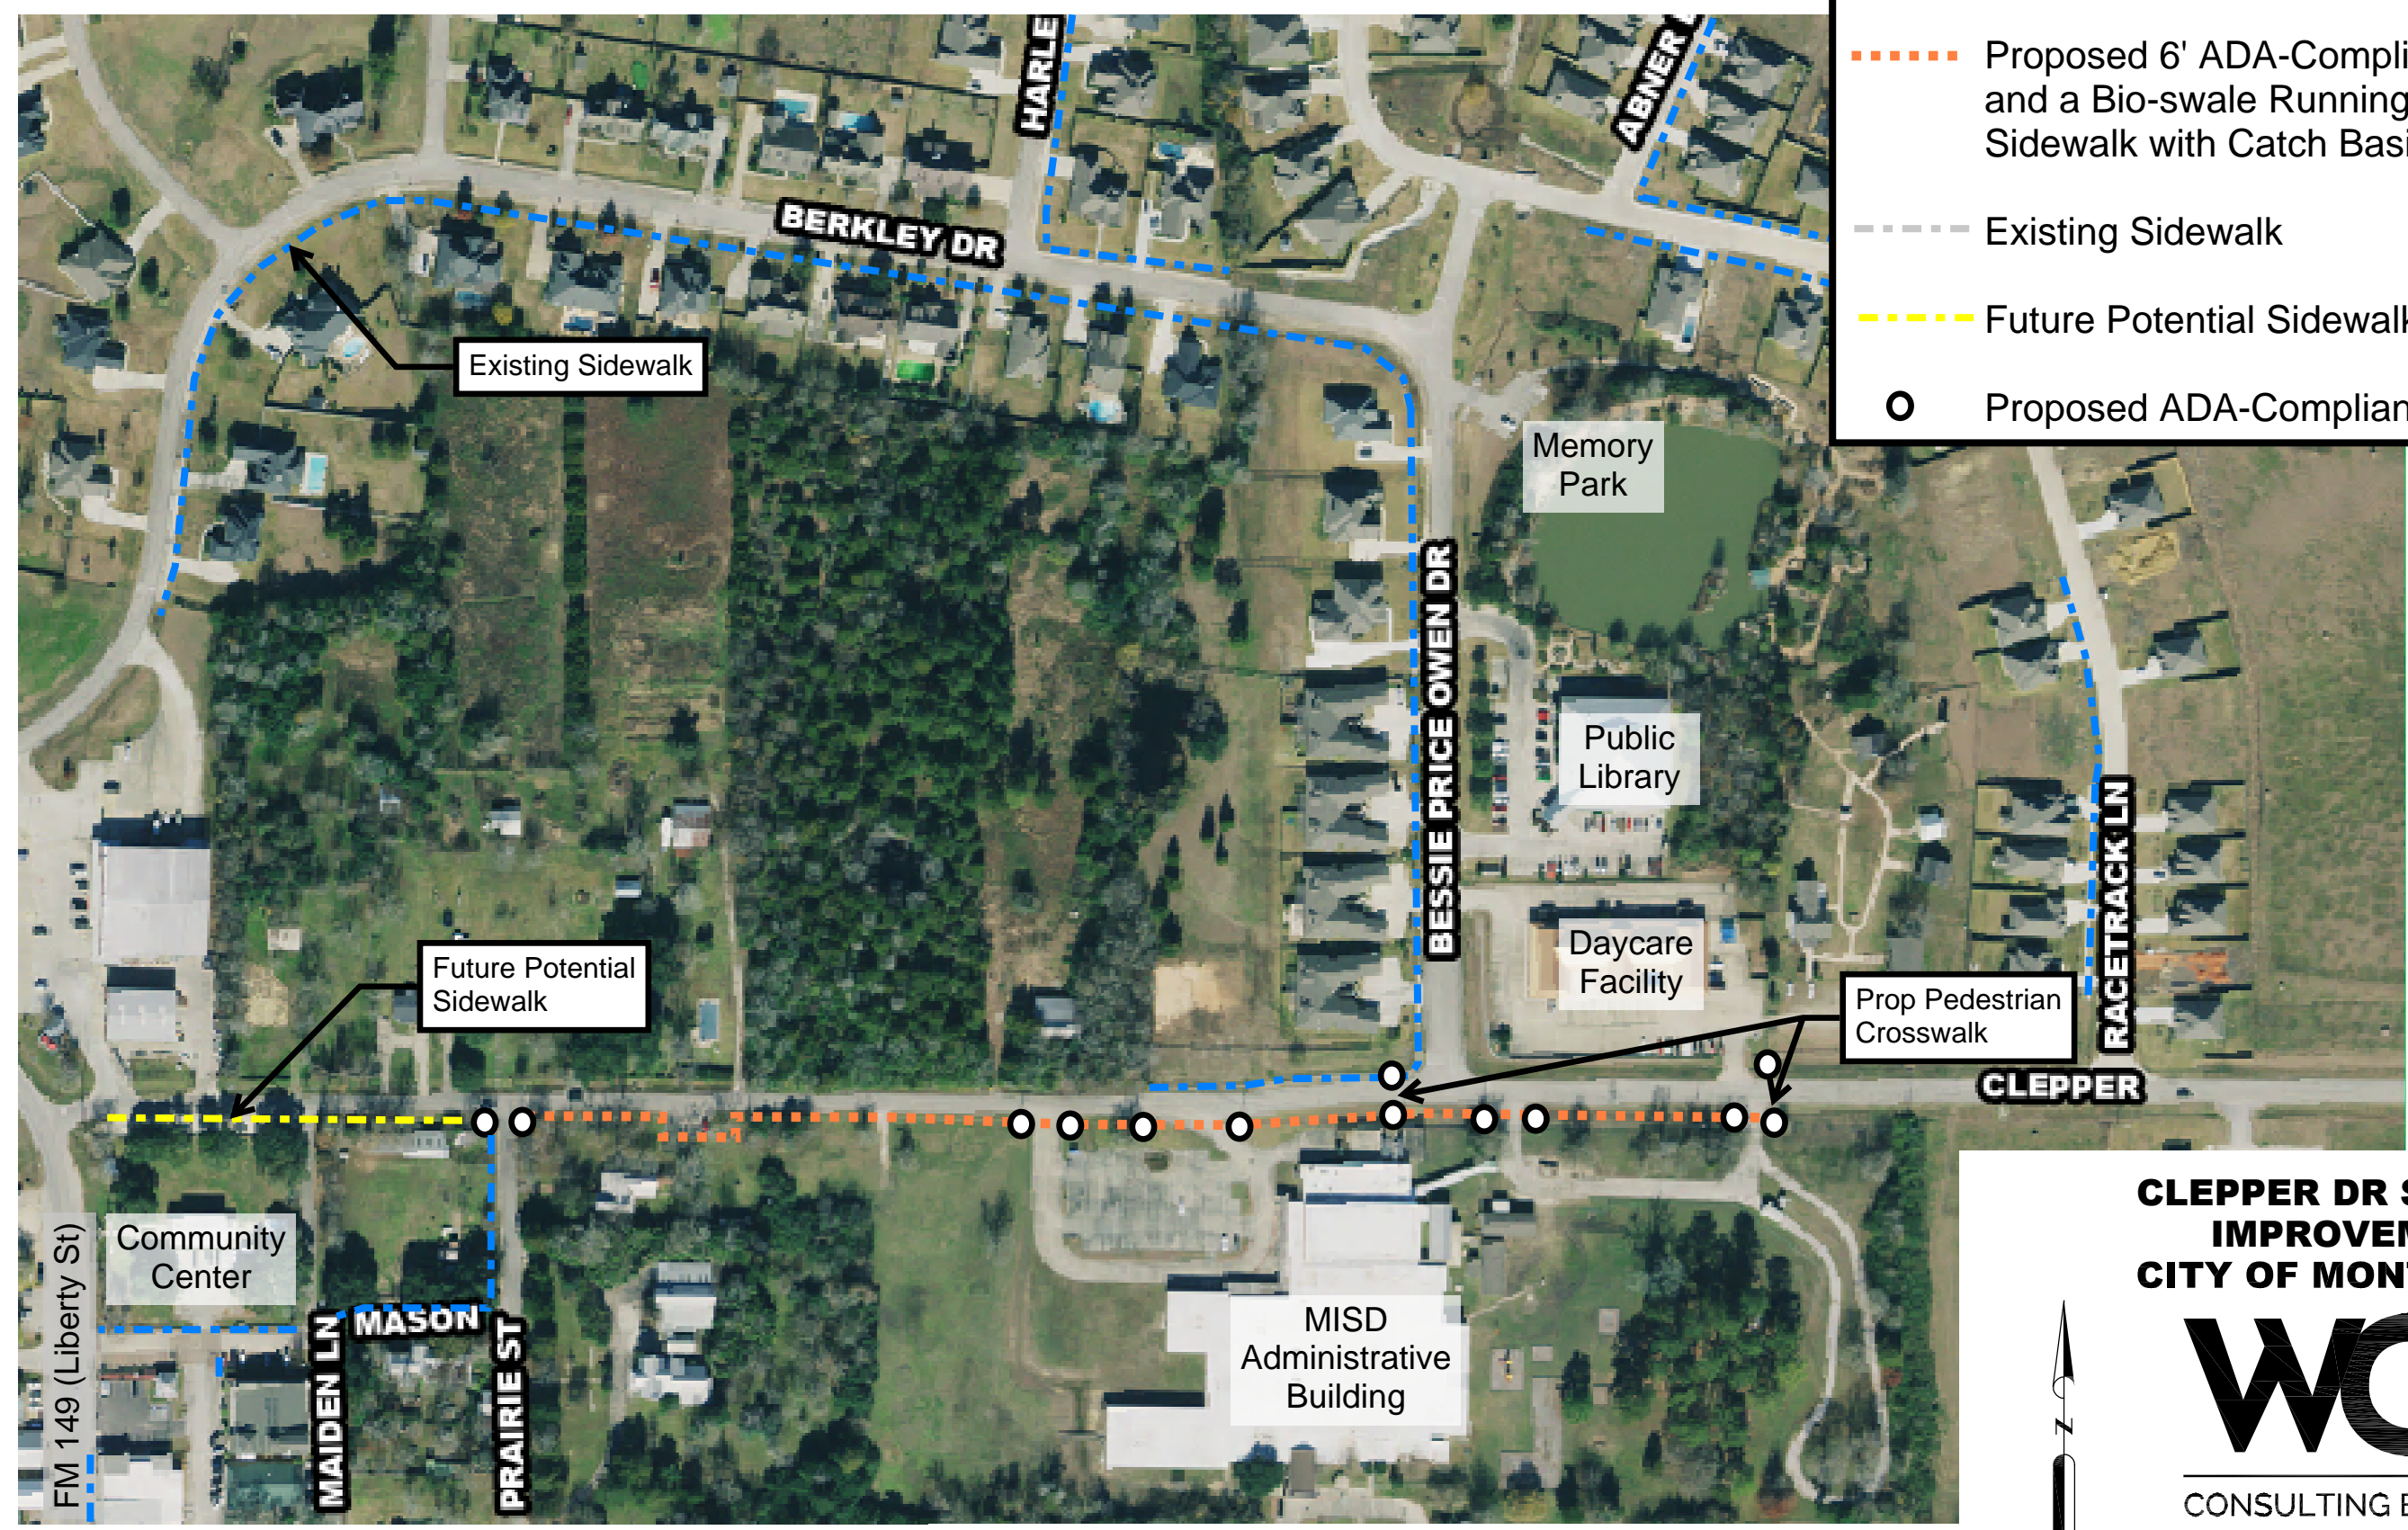 Proposed 6' ADA-Compli
and a Bio-swale Running
Sidewalk with Catch Basi
Existing Sidewalk
Future Potential Sidewalk
Proposed ADA-Complian
HARLE
ABNER
BERKLEY DR
Existing Sidewalk
Memory
Park
BESSIE PRICE OWEN DR
Public
Library
Daycare
Facility
RACETRACK LN
Future Potential
Sidewalk
Prop Pedestrian
Crosswalk
CLEPPER
Community
Center
FM 149 (Liberty St)
MAIDEN LN
MASON
PRAIRIE ST
MISD
Administrative
Building
CLEPPER DR S
IMPROVEM
CITY OF MONT
N
WG
CONSULTING E